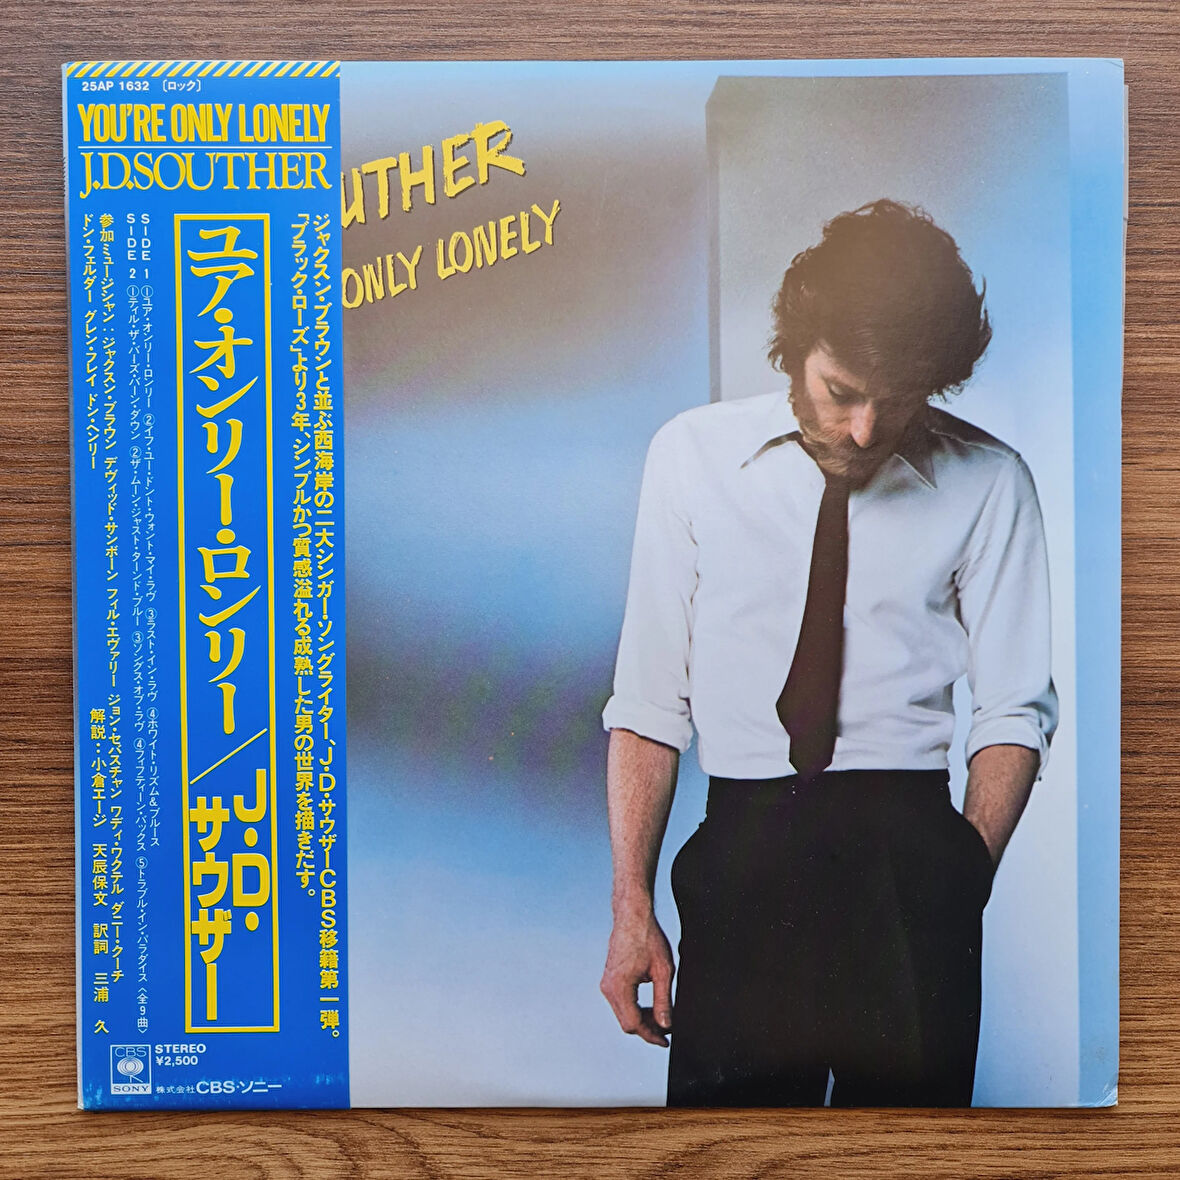 25AP 1632 〔ロック〕
YOU'RE ONLY LONELY
J.D.SOUTHER
UTHER
ONLY LONELY
ジャクスン・ブラウンと並ぶ西海岸の二大シンガー・ソングライター、J・D・サウザーCBS移籍第一弾。
「ブラック・ローズ」より3年、シンプルかつ質感溢れる成熟した男の世界を描きだす。
ユア・オンリー・ロンリー/J.D.サウザー
SIDE 1 ①ユア・オンリー・ロンリー ②イフ・ユー・ドント・ウォント・マイ・ラヴ ③ラスト・イン・ラヴ ④ホワイト・リズム&ブルース
SIDE 2 ①ティル・ザ・バーズ・バーン・ダウン ②ザ・ムーン・ジャスト・ターンド・ブルー ③ソングス・オブ・ラヴ ④フィフティーン・バックス ⑤トラブル・イン・パラダイス 〈全9曲〉
参加ミュージシャン:ジャクスン・ブラウン デヴィッド・サンボーン フィル・エヴァリー ジョン・セバスチャン ワディ・ワクテル ダニー・クーチ
ドン・フェルダー グレン・フレイ ドン・ヘンリー
解説:小倉エージ 天辰保文 訳詞 三浦 久
CBS
SONY
STEREO
¥2,500
株式会社CBS・ソニー